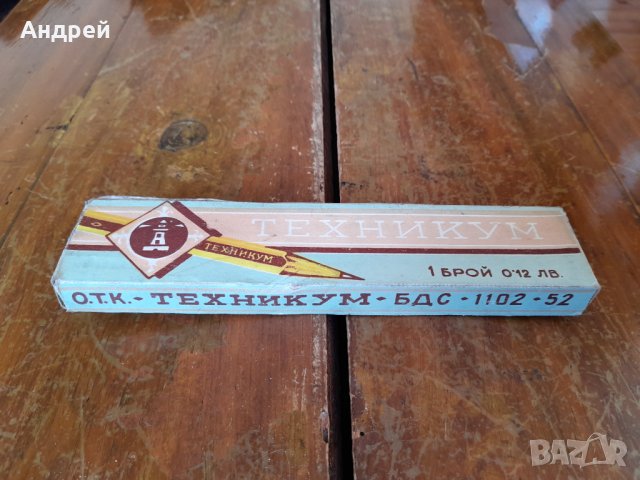 Андрей
ТЕХНИКУМ
А
ТЕХНИКУМ
1 БРОЙ 0'12 ЛВ.
О.Т.К. • ТЕХНИКУМ • БДС • 1102 • 52
BAZAR